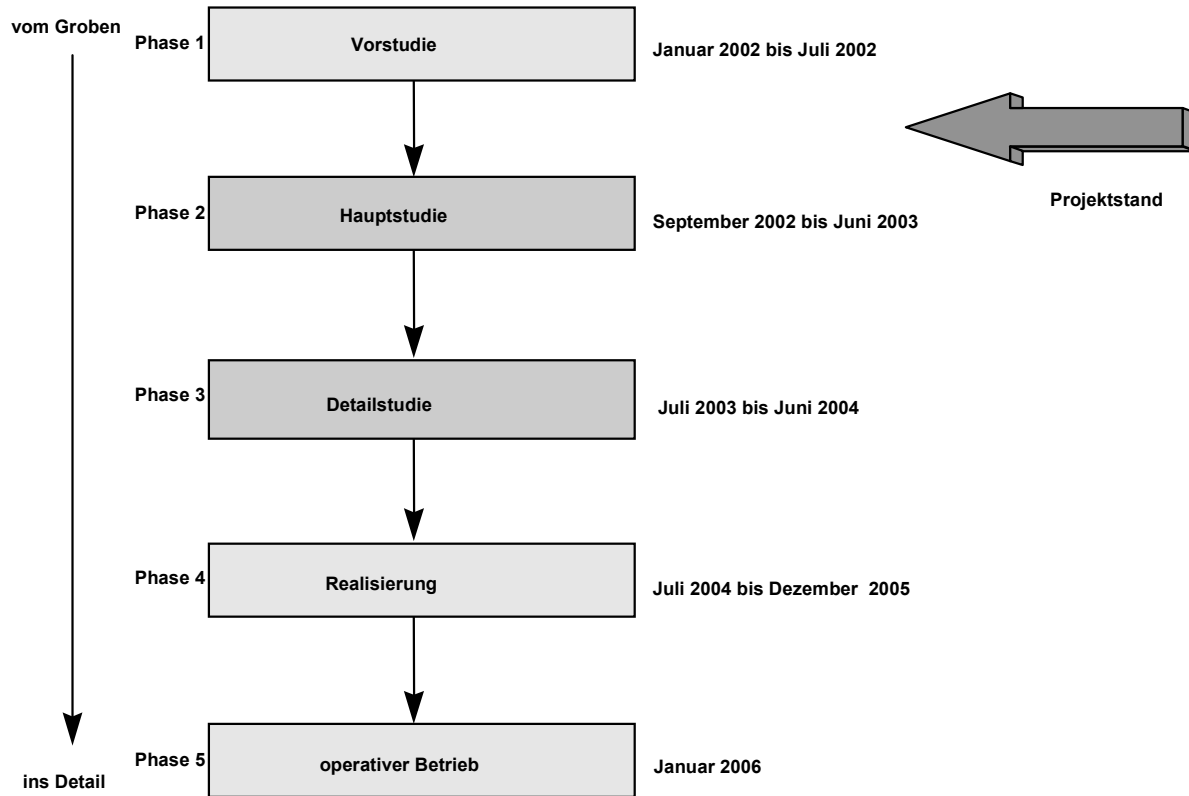 vom Groben
Phase 1
Vorstudie
Januar 2002 bis Juli 2002
Projektstand
Phase 2
Hauptstudie
September 2002 bis Juni 2003
Phase 3
Detailstudie
Juli 2003 bis Juni 2004
Phase 4
Realisierung
Juli 2004 bis Dezember  2005
Phase 5
operativer Betrieb
Januar 2006
ins Detail